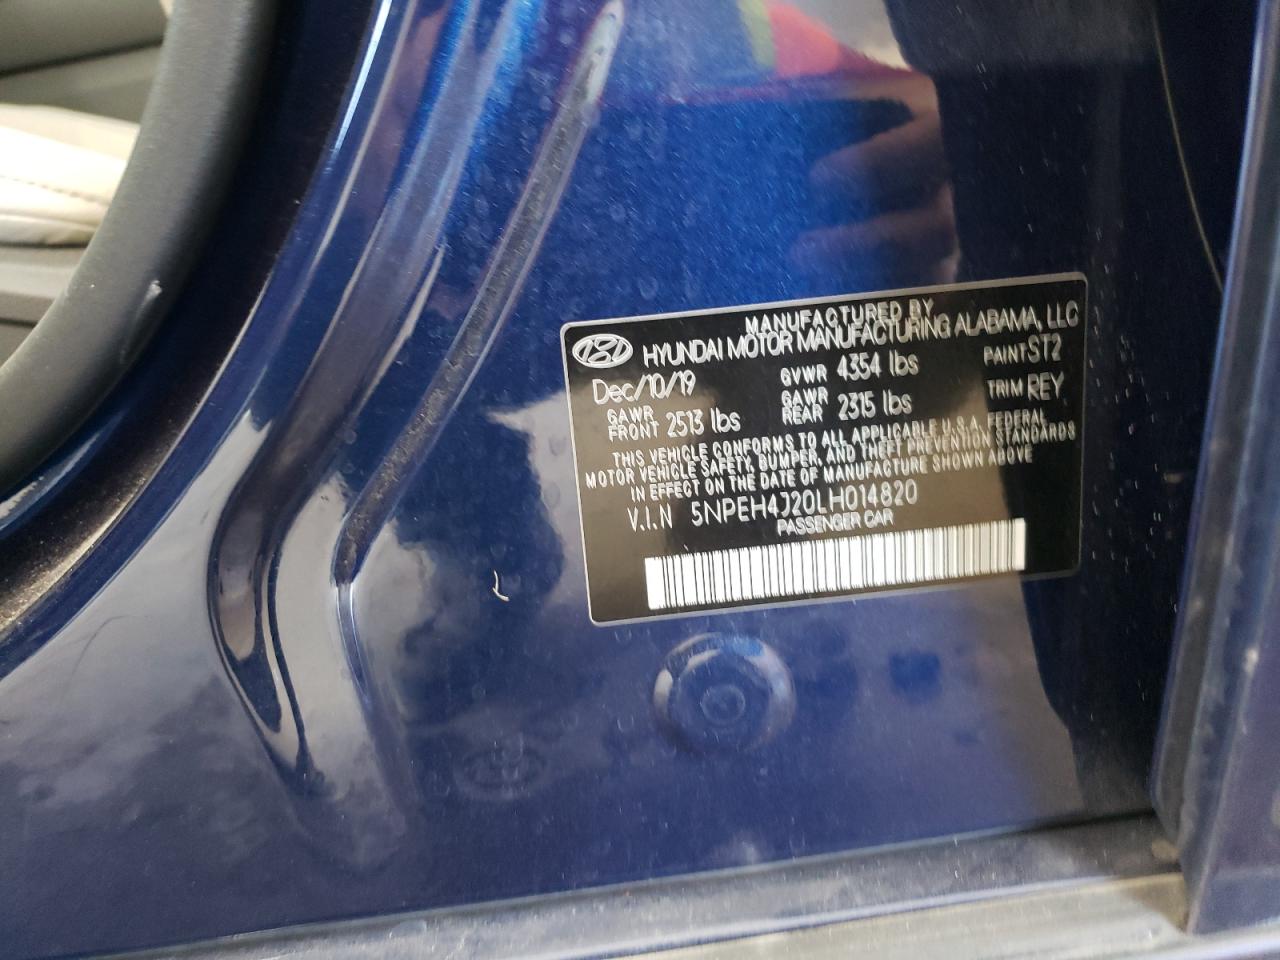 MANUFACTURED BY
HYUNDAI MOTOR MANUFACTURING ALABAMA, LLC
Dec/10/19 GVWR 4354 lbs PAINT ST2
GAWR FRONT 2513 lbs GAWR REAR 2315 lbs TRIM REY
THIS VEHICLE CONFORMS TO ALL APPLICABLE U.S.A. FEDERAL
MOTOR VEHICLE SAFETY, BUMPER, AND THEFT PREVENTION STANDARDS
IN EFFECT ON THE DATE OF MANUFACTURE SHOWN ABOVE
V.I.N 5NPEH4J20LH014820
PASSENGER CAR